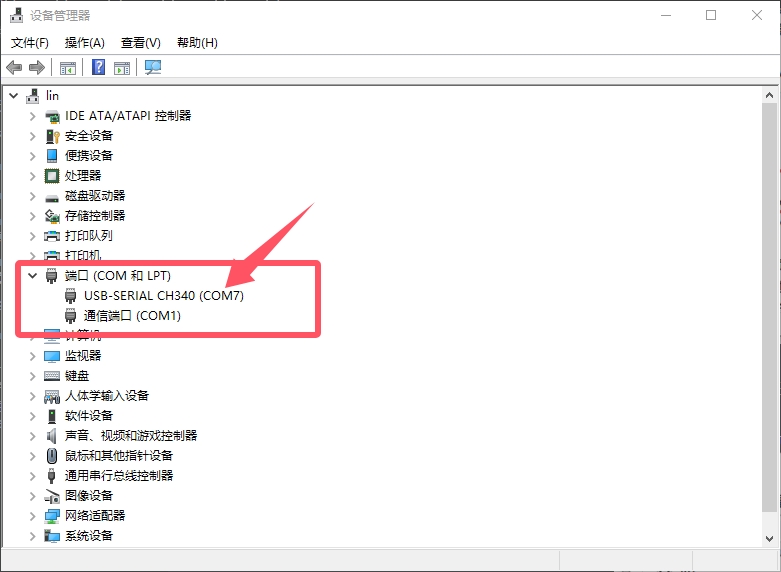 设备管理器
文件(F) 操作(A) 查看(V) 帮助(H)
lin
IDE ATA/ATAPI 控制器
安全设备
便携设备
处理器
磁盘驱动器
存储控制器
打印队列
打印机
端口 (COM 和 LPT)
USB-SERIAL CH340 (COM7)
通信端口 (COM1)
计算机
监视器
键盘
人体学输入设备
软件设备
声音、视频和游戏控制器
鼠标和其他指针设备
通用串行总线控制器
图像设备
网络适配器
系统设备